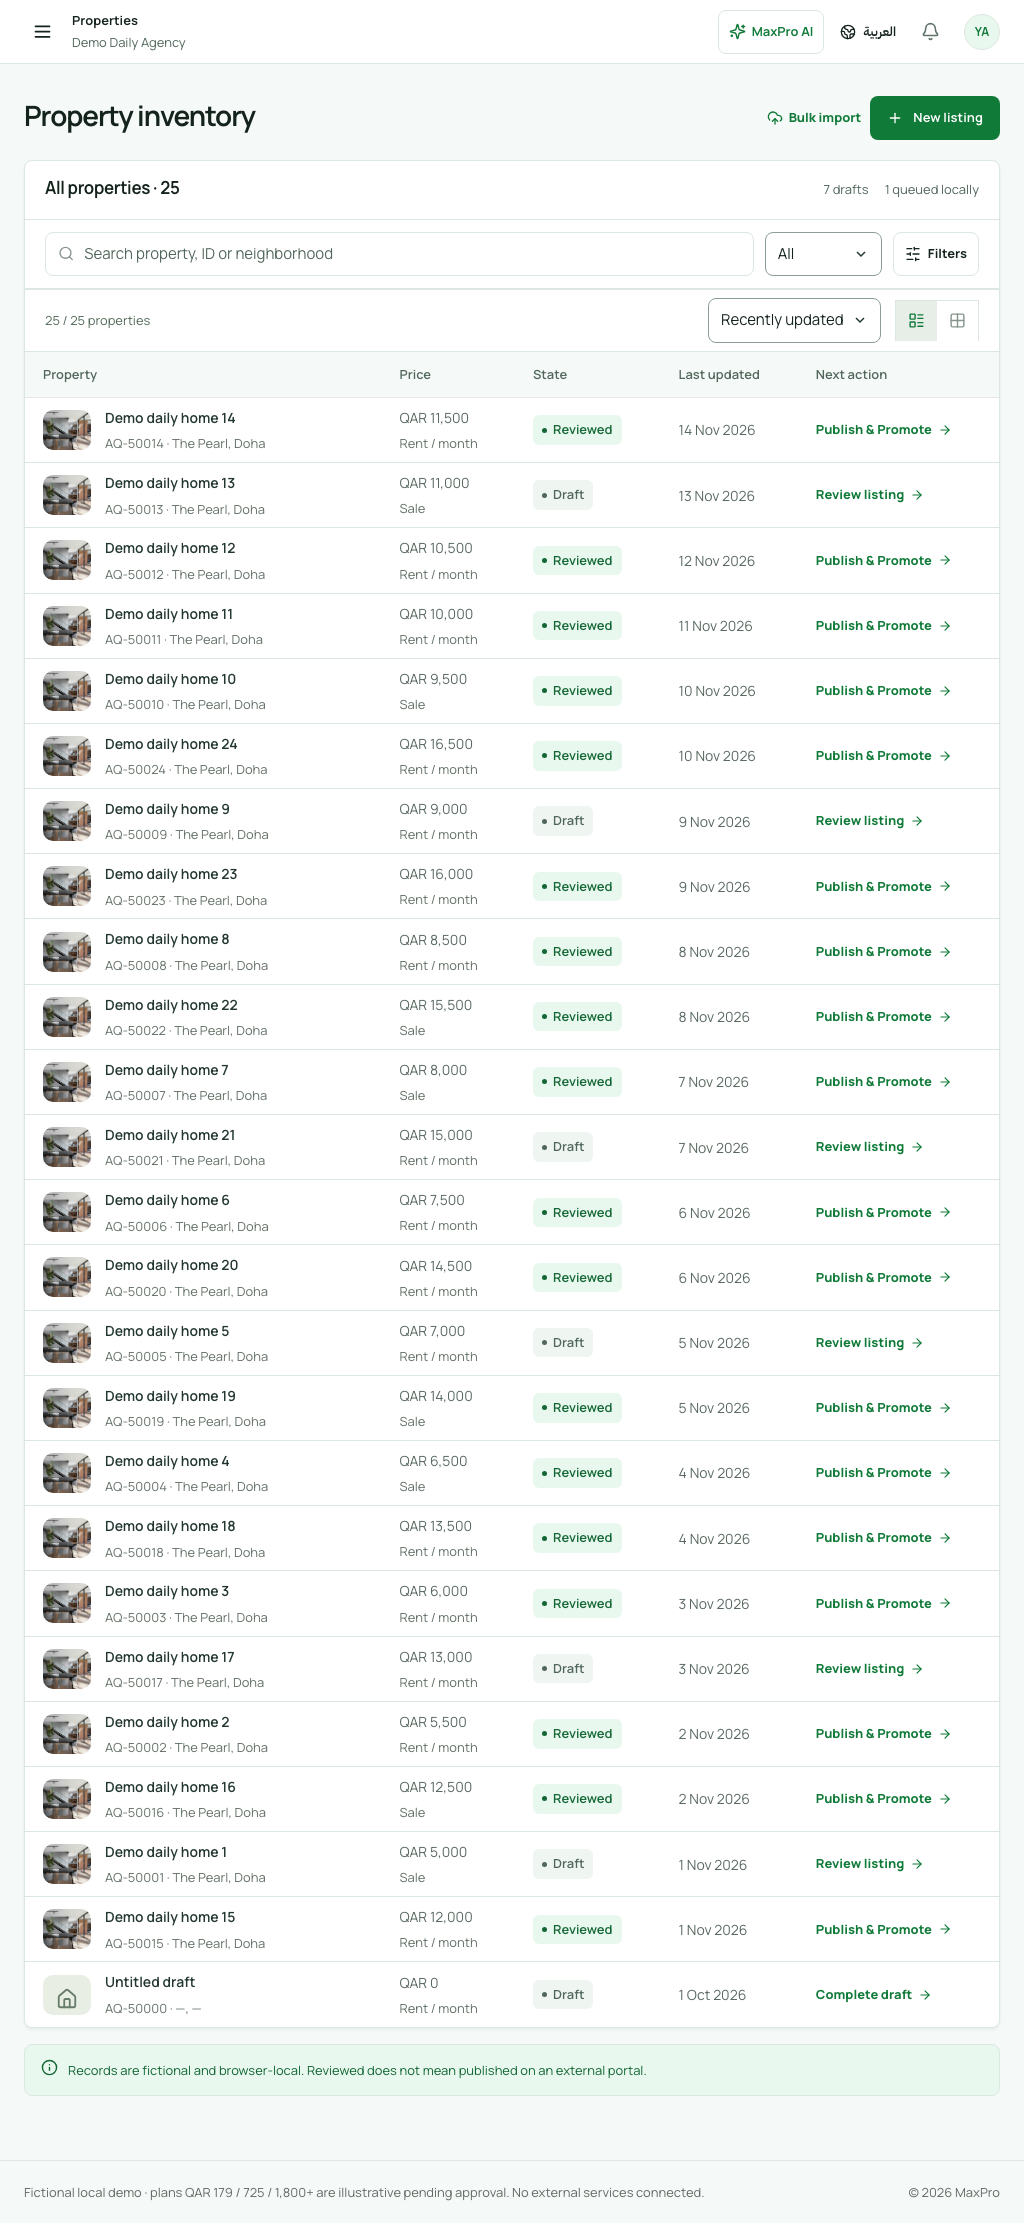 Properties
Demo Daily Agency
MaxPro AI
العربية
YA
Property inventory
Bulk import
New listing
All properties · 25
7 drafts 1 queued locally
Search property, ID or neighborhood
All
Filters
25 / 25 properties
Recently updated
Property Price State Last updated Next action
Demo daily home 14
AQ-50014 · The Pearl, Doha
QAR 11,500
Rent / month
Reviewed
14 Nov 2026
Publish & Promote
Demo daily home 13
AQ-50013 · The Pearl, Doha
QAR 11,000
Sale
Draft
13 Nov 2026
Review listing
Demo daily home 12
AQ-50012 · The Pearl, Doha
QAR 10,500
Rent / month
Reviewed
12 Nov 2026
Publish & Promote
Demo daily home 11
AQ-50011 · The Pearl, Doha
QAR 10,000
Rent / month
Reviewed
11 Nov 2026
Publish & Promote
Demo daily home 10
AQ-50010 · The Pearl, Doha
QAR 9,500
Sale
Reviewed
10 Nov 2026
Publish & Promote
Demo daily home 24
AQ-50024 · The Pearl, Doha
QAR 16,500
Rent / month
Reviewed
10 Nov 2026
Publish & Promote
Demo daily home 9
AQ-50009 · The Pearl, Doha
QAR 9,000
Rent / month
Draft
9 Nov 2026
Review listing
Demo daily home 23
AQ-50023 · The Pearl, Doha
QAR 16,000
Rent / month
Reviewed
9 Nov 2026
Publish & Promote
Demo daily home 8
AQ-50008 · The Pearl, Doha
QAR 8,500
Rent / month
Reviewed
8 Nov 2026
Publish & Promote
Demo daily home 22
AQ-50022 · The Pearl, Doha
QAR 15,500
Sale
Reviewed
8 Nov 2026
Publish & Promote
Demo daily home 7
AQ-50007 · The Pearl, Doha
QAR 8,000
Sale
Reviewed
7 Nov 2026
Publish & Promote
Demo daily home 21
AQ-50021 · The Pearl, Doha
QAR 15,000
Rent / month
Draft
7 Nov 2026
Review listing
Demo daily home 6
AQ-50006 · The Pearl, Doha
QAR 7,500
Rent / month
Reviewed
6 Nov 2026
Publish & Promote
Demo daily home 20
AQ-50020 · The Pearl, Doha
QAR 14,500
Rent / month
Reviewed
6 Nov 2026
Publish & Promote
Demo daily home 5
AQ-50005 · The Pearl, Doha
QAR 7,000
Rent / month
Draft
5 Nov 2026
Review listing
Demo daily home 19
AQ-50019 · The Pearl, Doha
QAR 14,000
Sale
Reviewed
5 Nov 2026
Publish & Promote
Demo daily home 4
AQ-50004 · The Pearl, Doha
QAR 6,500
Sale
Reviewed
4 Nov 2026
Publish & Promote
Demo daily home 18
AQ-50018 · The Pearl, Doha
QAR 13,500
Rent / month
Reviewed
4 Nov 2026
Publish & Promote
Demo daily home 3
AQ-50003 · The Pearl, Doha
QAR 6,000
Rent / month
Reviewed
3 Nov 2026
Publish & Promote
Demo daily home 17
AQ-50017 · The Pearl, Doha
QAR 13,000
Rent / month
Draft
3 Nov 2026
Review listing
Demo daily home 2
AQ-50002 · The Pearl, Doha
QAR 5,500
Rent / month
Reviewed
2 Nov 2026
Publish & Promote
Demo daily home 16
AQ-50016 · The Pearl, Doha
QAR 12,500
Sale
Reviewed
2 Nov 2026
Publish & Promote
Demo daily home 1
AQ-50001 · The Pearl, Doha
QAR 5,000
Sale
Draft
1 Nov 2026
Review listing
Demo daily home 15
AQ-50015 · The Pearl, Doha
QAR 12,000
Rent / month
Reviewed
1 Nov 2026
Publish & Promote
Untitled draft
AQ-50000 · —, —
QAR 0
Rent / month
Draft
1 Oct 2026
Complete draft
Records are fictional and browser-local. Reviewed does not mean published on an external portal.
Fictional local demo · plans QAR 179 / 725 / 1,800+ are illustrative pending approval. No external services connected.
© 2026 MaxPro